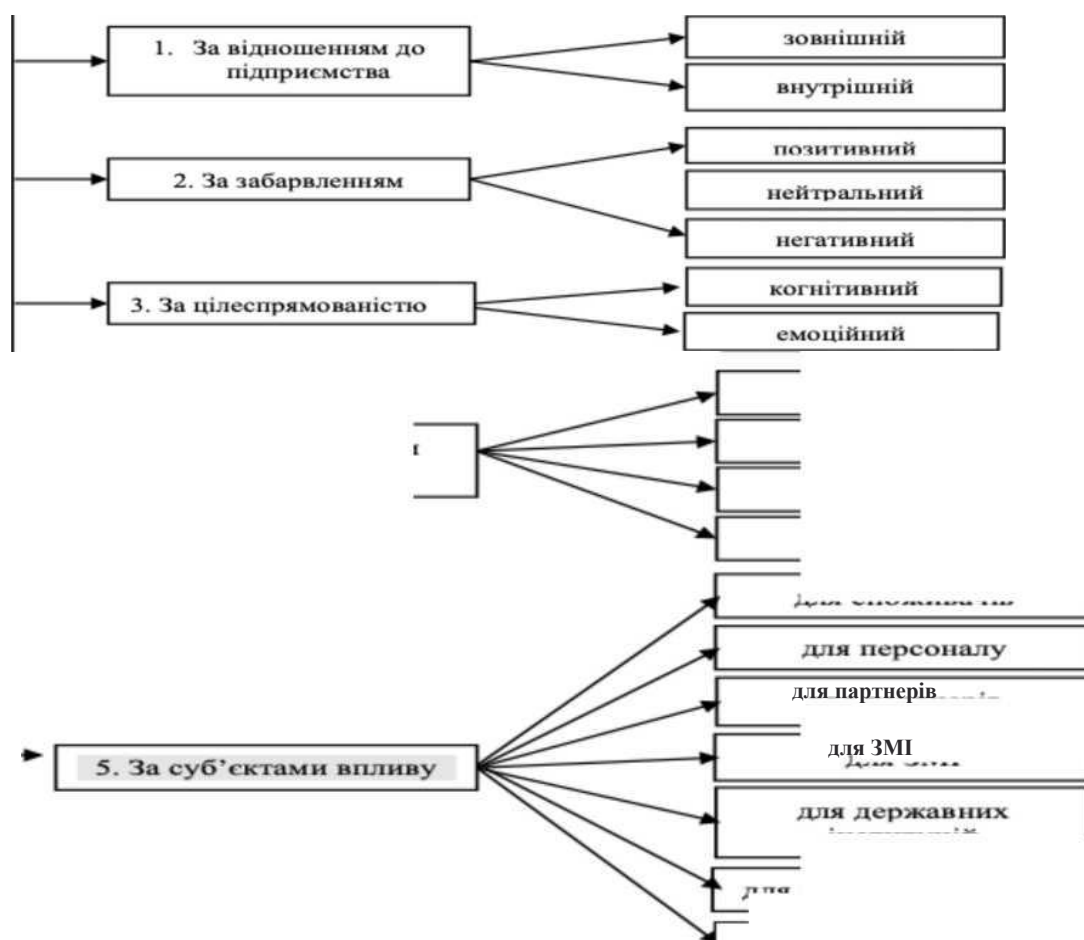 1. За відношенням до
підприємства
зовнішній
внутрішній
2. За забарвленням
позитивний
нейтральний
негативний
3. За цілеспрямованістю
когнітивний
емоційний
для персоналу
для партнерів
5. За суб’єктами впливу
для ЗМІ
для державних
для